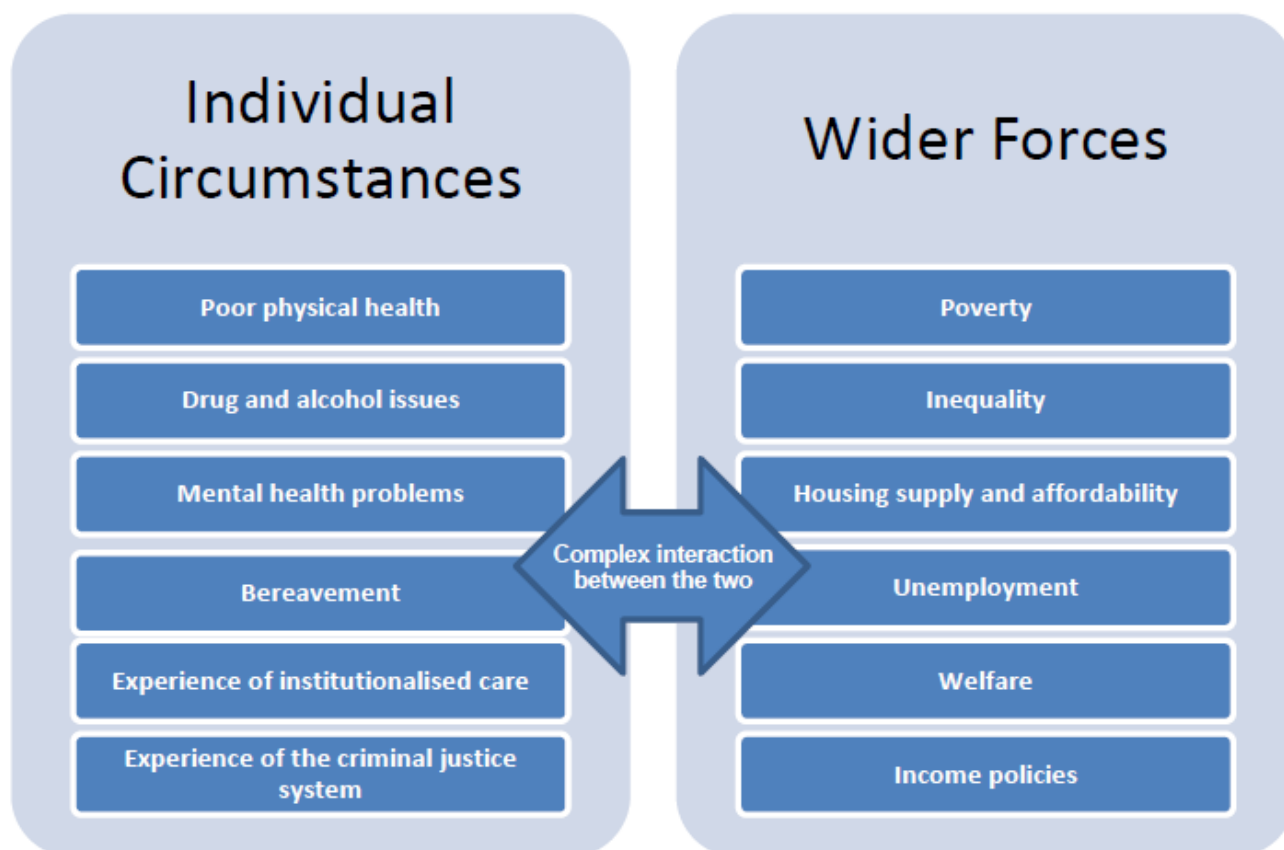 Individual
Circumstances
Poor physical health
Drug and alcohol issues
Mental health problems
Bereavement
Experience of institutionalised care
Experience of the criminal justice
system
Complex interaction
between the two
Wider Forces
Poverty
Inequality
Housing supply and affordability
Unemployment
Welfare
Income policies